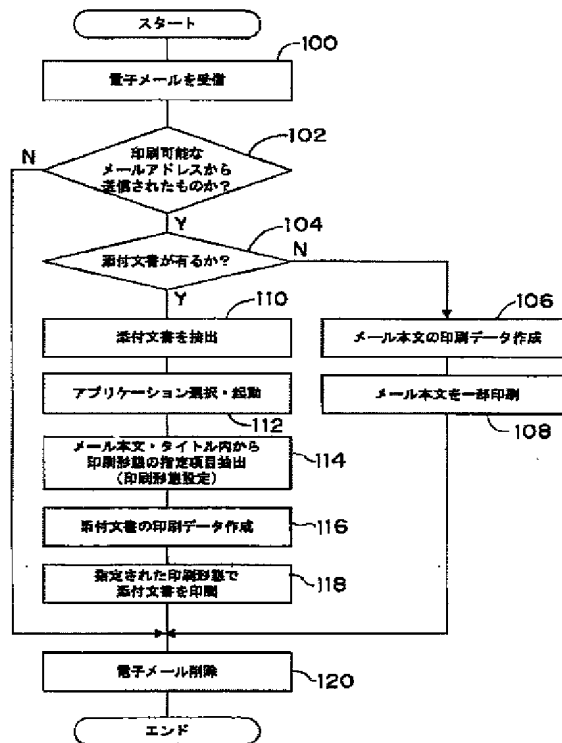 スタート
100
電子メールを受信
102
印刷可能な
メールアドレスから
送信されたものか？
N
Y
104
添付文書が有るか？
N
Y
110
添付文書を抽出
106
メール本文の印刷データ作成
アプリケーション選択・起動
112
メール本文を一部印刷
108
メール本文・タイトル内から
印刷形態の指定項目抽出
（印刷形態設定）
114
添付文書の印刷データ作成
116
指定された印刷形態で
添付文書を印刷
118
電子メール削除
120
エンド